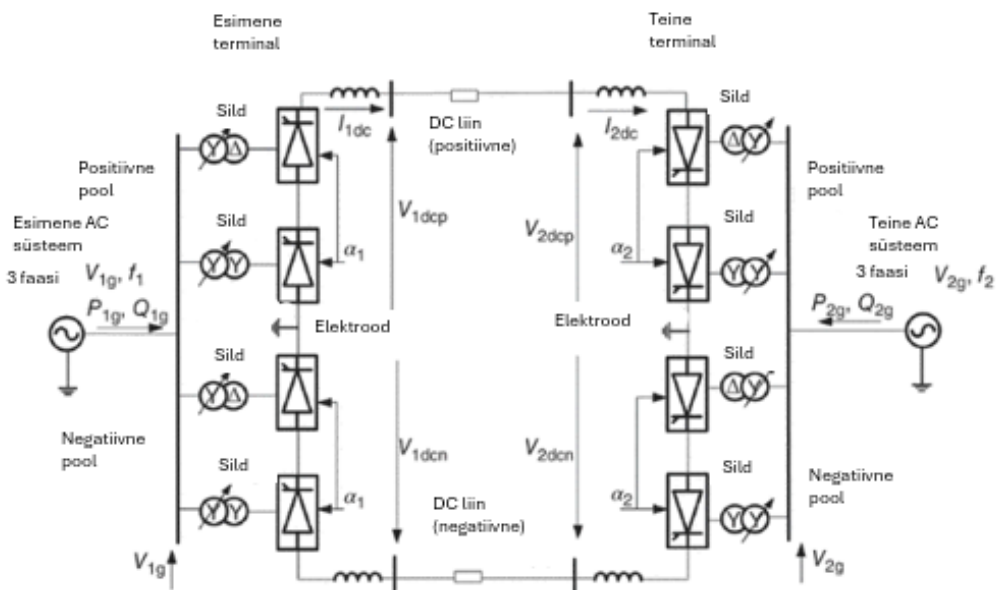 Esimene
terminal
Teine
terminal
Sild
Sild
I1dc
I2dc
DC liin
(positiivne)
Y Δ
Δ Y
Positiivne
pool
Positiivne
pool
V1dcp
V2dcp
Sild
Sild
Esimene AC
süsteem
3 faasi
V1g, f1
P1g, Q1g
α1
α2
Y Y
Y Y
Teine AC
süsteem
3 faasi
V2g, f2
P2g, Q2g
Elektrood
Elektrood
Sild
Sild
Y Δ
Δ Y
Negatiivne
pool
Negatiivne
pool
V1dcn
V2dcn
Sild
Sild
α1
α2
Y Y
Y Y
DC liin
(negatiivne)
V1g
V2g